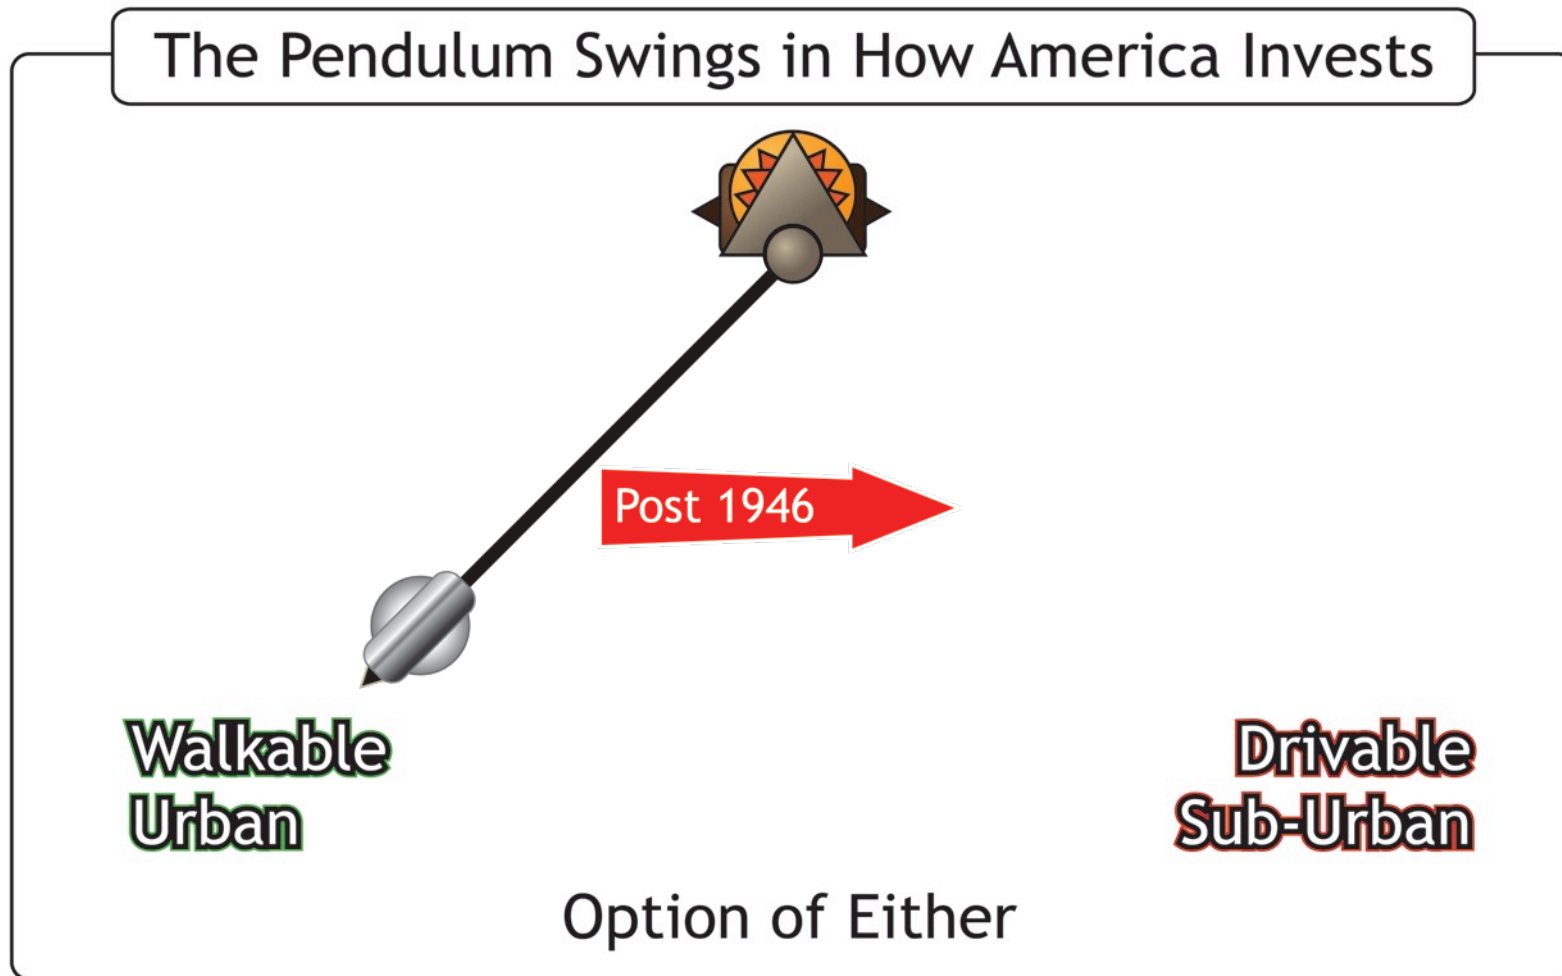 The Pendulum Swings in How America Invests
Post 1946
Walkable
Urban
Drivable
Sub-Urban
Option of Either